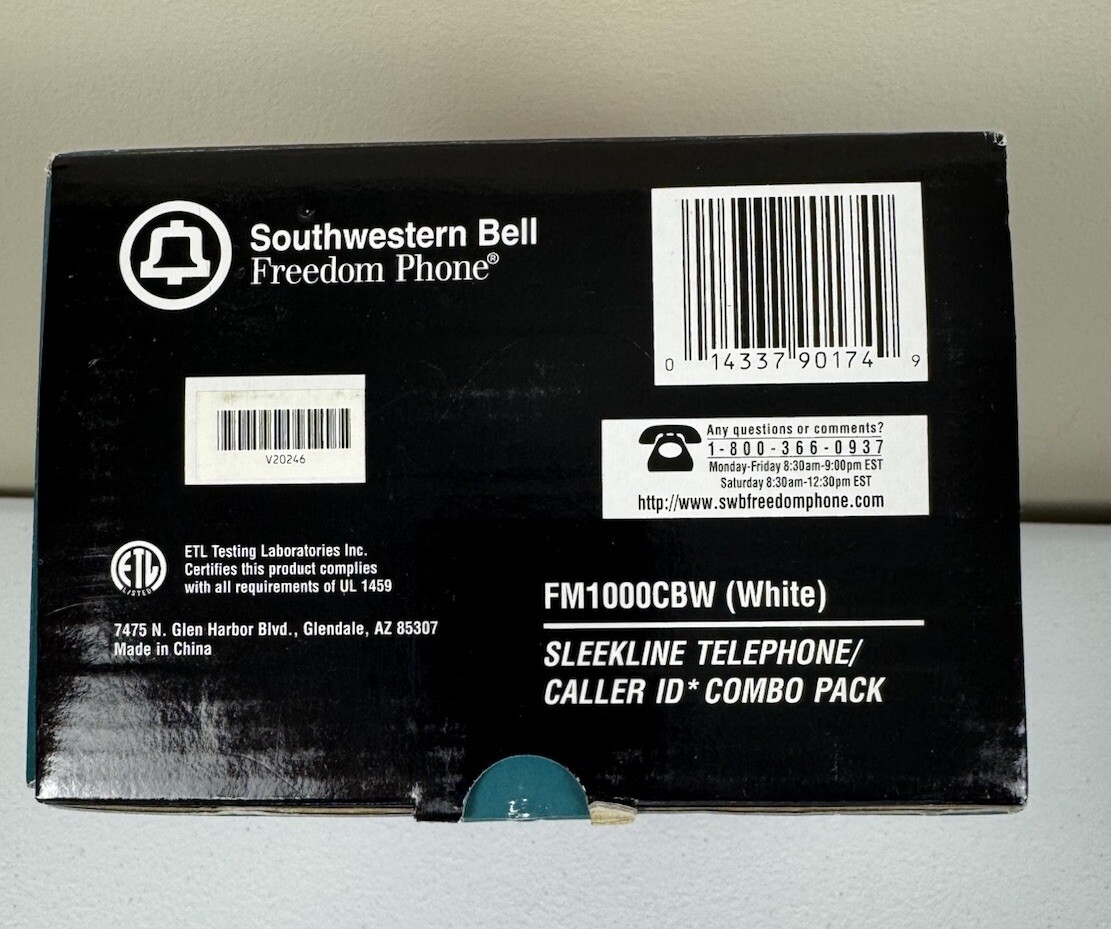 Southwestern Bell
Freedom Phone®
0 14337 90174 9
V20246
Any questions or comments?
1-800-366-0937
Monday-Friday 8:30am-9:00pm EST
Saturday 8:30am-12:30pm EST
http://www.swbfreedomphone.com
ETL
LISTED
ETL Testing Laboratories Inc.
Certifies this product complies
with all requirements of UL 1459
7475 N. Glen Harbor Blvd., Glendale, AZ 85307
Made in China
FM1000CBW (White)
SLEEKLINE TELEPHONE/
CALLER ID* COMBO PACK